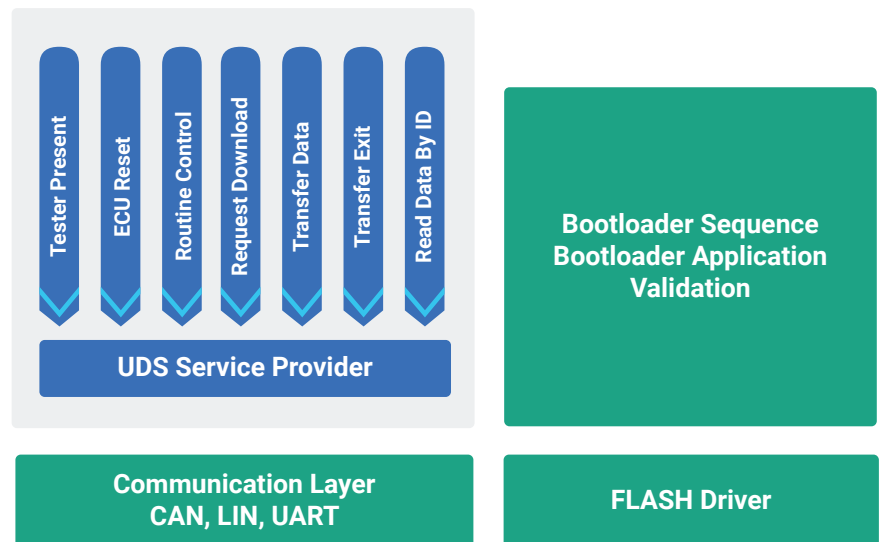 Tester Present
ECU Reset
Routine Control
Request Download
Transfer Data
Transfer Exit
Read Data By ID
UDS Service Provider
Bootloader Sequence
Bootloader Application
Validation
Communication Layer
CAN, LIN, UART
FLASH Driver